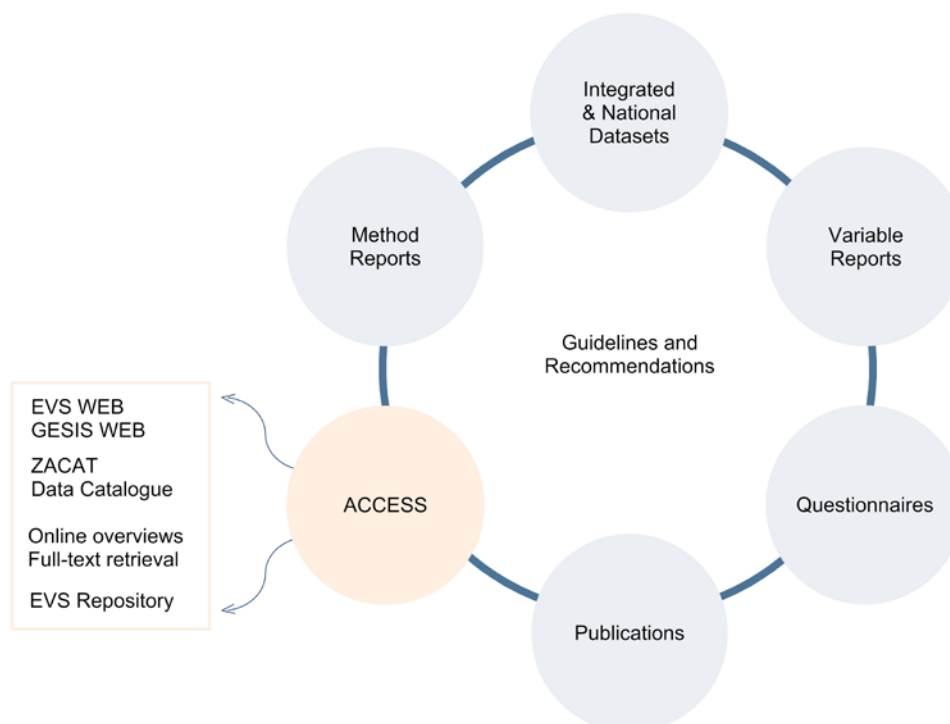 Integrated
& National
Datasets
Method
Reports
Variable
Reports
Guidelines and
Recommendations
EVS WEB
GESIS WEB
ZACAT
Data Catalogue
Online overviews
Full-text retrieval
EVS Repository
ACCESS
Questionnaires
Publications